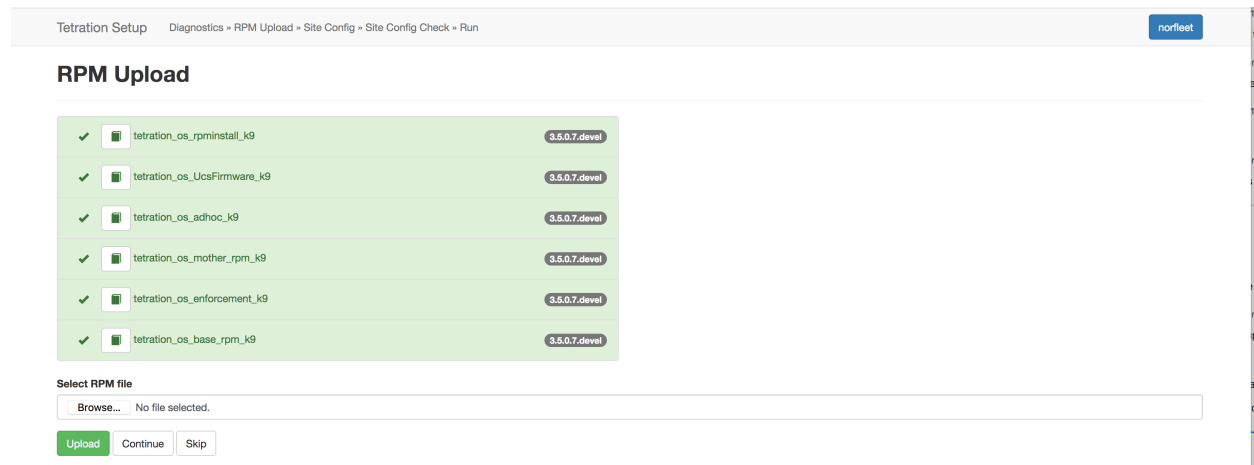 Tetration Setup Diagnostics » RPM Upload » Site Config » Site Config Check » Run norfleet
RPM Upload
tetration_os_rpminstall_k9 3.5.0.7.devel
tetration_os_UcsFirmware_k9 3.5.0.7.devel
tetration_os_adhoc_k9 3.5.0.7.devel
tetration_os_mother_rpm_k9 3.5.0.7.devel
tetration_os_enforcement_k9 3.5.0.7.devel
tetration_os_base_rpm_k9 3.5.0.7.devel
Select RPM file
Browse... No file selected.
Upload Continue Skip